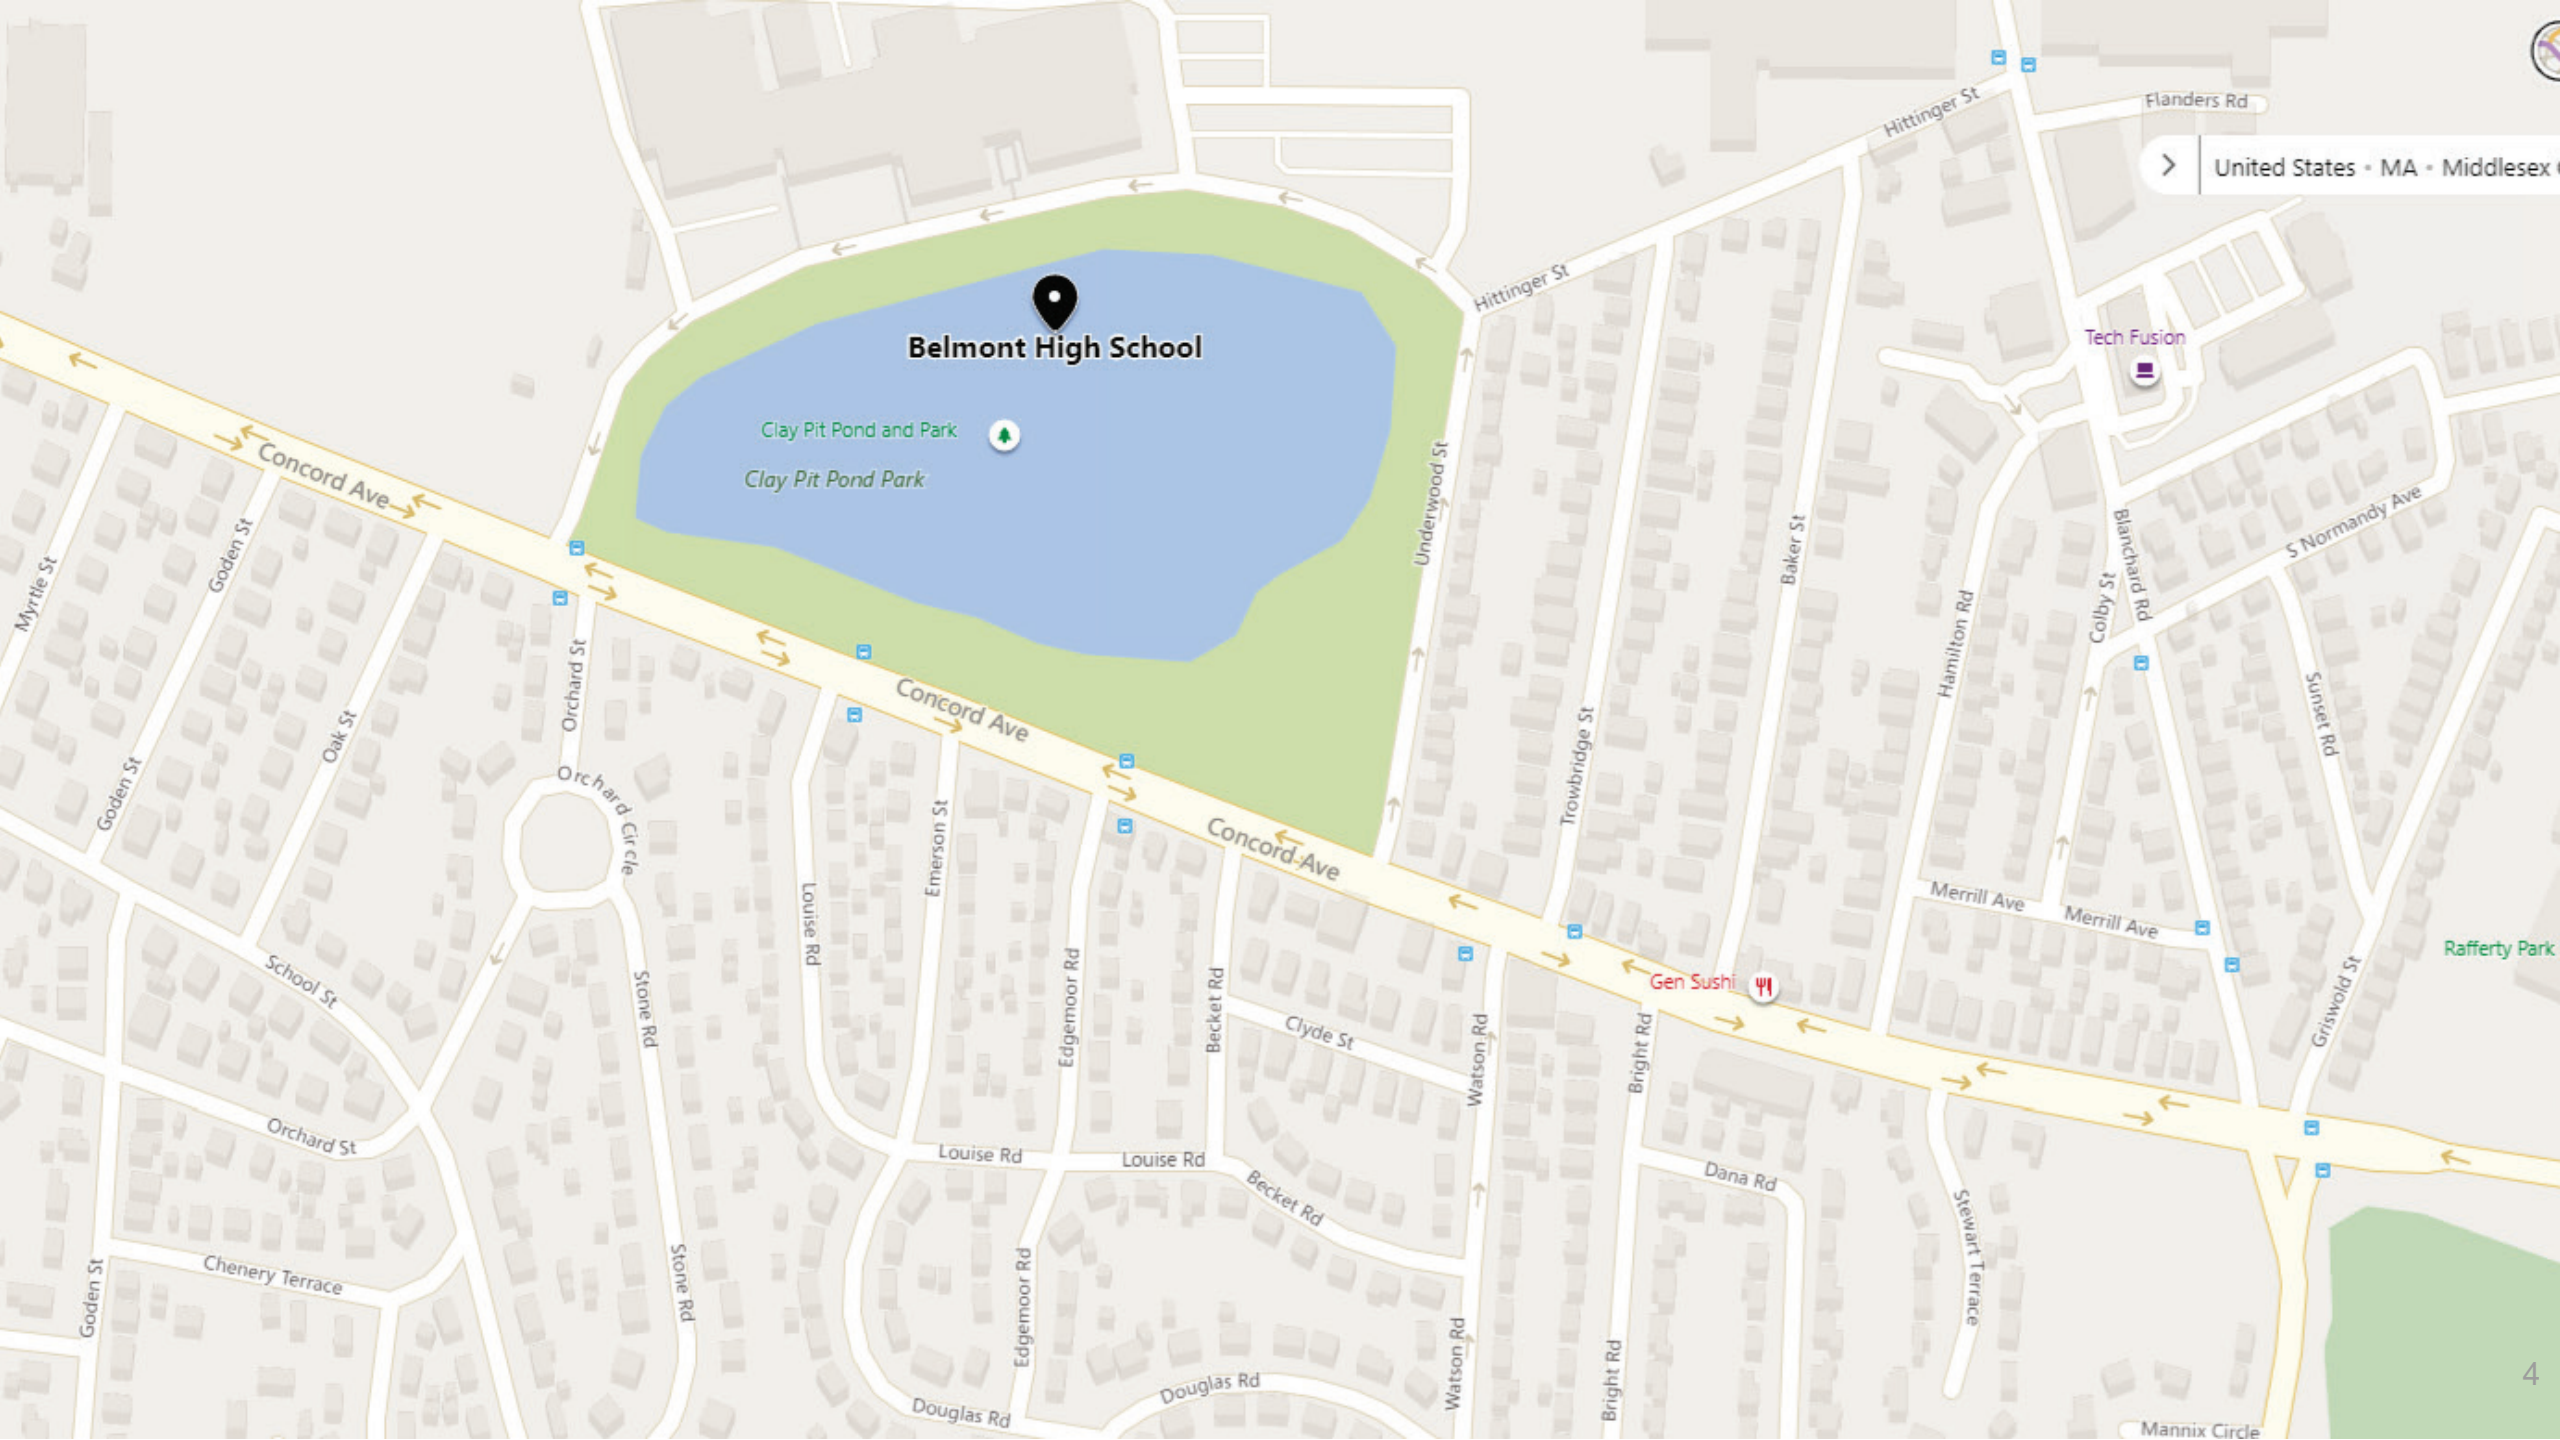 Hittinger St
Flanders Rd
United States • MA • Middlesex
Hittinger St
Tech Fusion
Belmont High School
Clay Pit Pond and Park
Clay Pit Pond Park
Concord Ave
Underwood St
Myrtle St
Goden St
Baker St
Blanchard Rd
S Normandy Ave
Colby St
Hamilton Rd
Orchard St
Oak St
Concord Ave
Sunset Rd
Trowbridge St
Goden St
Orchard Circle
Emerson St
Concord Ave
Louise Rd
Merrill Ave
Merrill Ave
Rafferty Park
School St
Stone Rd
Edgemoor Rd
Becket Rd
Clyde St
Watson Rd
Gen Sushi
Bright Rd
Griswold St
Orchard St
Louise Rd
Louise Rd
Becket Rd
Dana Rd
Stewart Terrace
Chenery Terrace
Goden St
Stone Rd
Edgemoor Rd
Douglas Rd
Douglas Rd
Watson Rd
Bright Rd
4
Mannix Circle